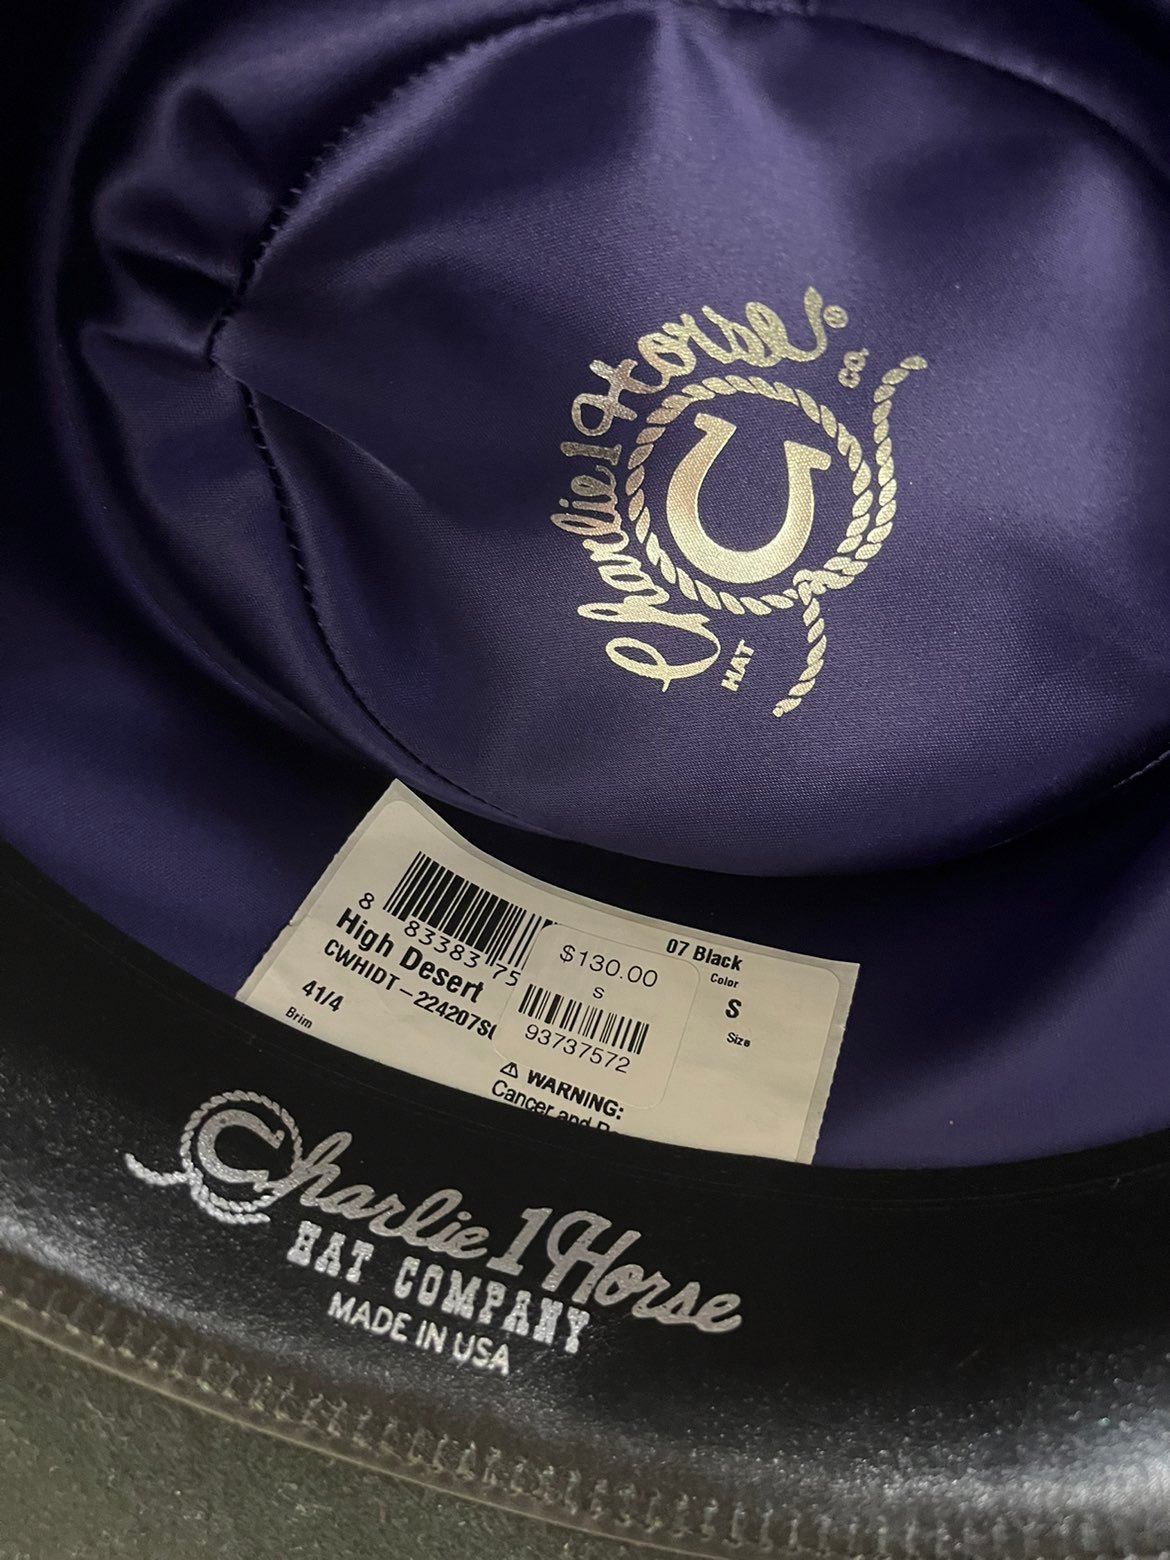 Charlie 1 Horse®
HAT CO.
8 83383 75
High Desert
CWHIDT-224207S
41/4
Brim
$130.00
S
93737572
07 Black
Color
S
Size
⚠ WARNING:
Cancer and
Charlie 1 Horse
HAT COMPANY
MADE IN USA